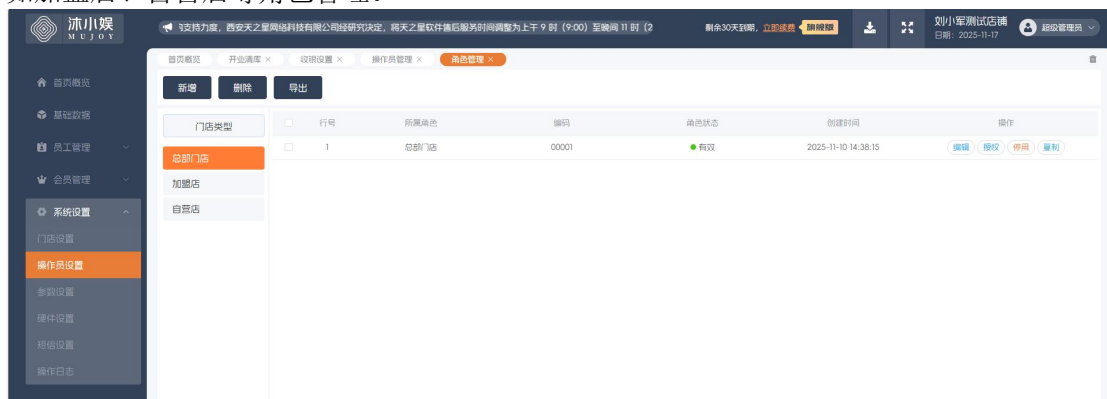 沐小娱
MUJOY
支持力度，西安天之星网络科技有限公司经研究决定，将天之星软件售后服务时间调整为上午 9 时 (9:00) 至晚间 11 时 (2
剩余30天到期, 立即续费 旗舰版
刘小军测试店铺
日期: 2025-11-17
超级管理员
首页概览 开业清库 × 收银设置 × 操作员管理 × 角色管理 ×
首页概览
基础数据
员工管理
会员管理
系统设置
门店设置
操作员设置
参数设置
硬件设置
短信设置
操作日志
新增 删除 导出
门店类型
总部门店
加盟店
自营店
行号 所属角色 编码 角色状态 创建时间 操作
1 总部门店 00001 有效 2025-11-10 14:38:15 编辑 授权 停用 复制